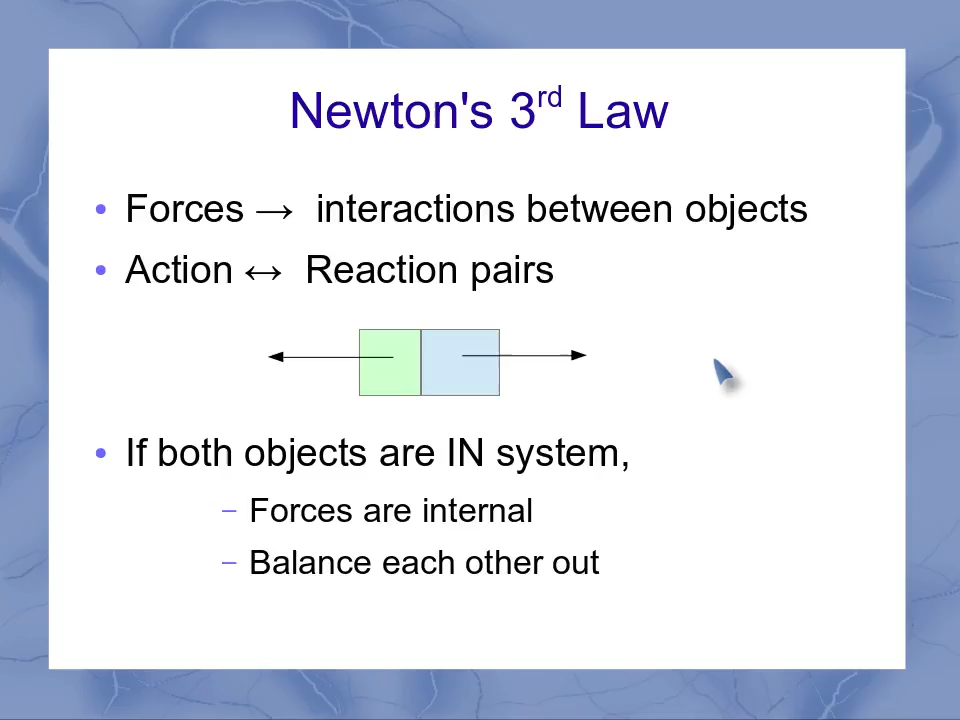 Newton's 3rd Law
• Forces → interactions between objects
• Action ↔ Reaction pairs
• If both objects are IN system,
– Forces are internal
– Balance each other out